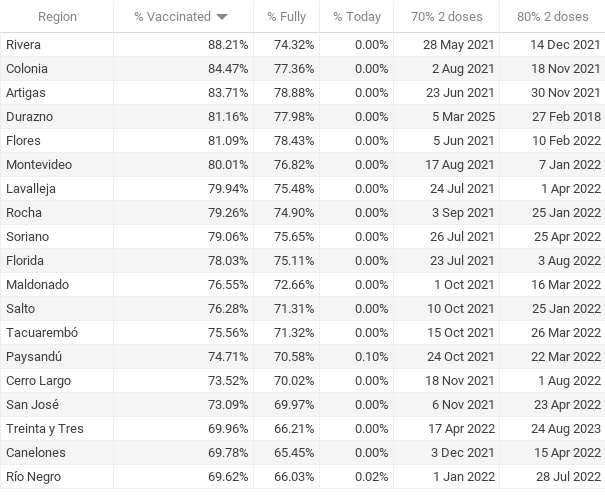 Region % Vaccinated % Fully % Today 70% 2 doses 80% 2 doses
Rivera 88.21% 74.32% 0.00% 28 May 2021 14 Dec 2021
Colonia 84.47% 77.36% 0.00% 2 Aug 2021 18 Nov 2021
Artigas 83.71% 78.88% 0.00% 23 Jun 2021 30 Nov 2021
Durazno 81.16% 77.98% 0.00% 5 Mar 2025 27 Feb 2018
Flores 81.09% 78.43% 0.00% 5 Jun 2021 10 Feb 2022
Montevideo 80.01% 76.82% 0.00% 17 Aug 2021 7 Jan 2022
Lavalleja 79.94% 75.48% 0.00% 24 Jul 2021 1 Apr 2022
Rocha 79.26% 74.90% 0.00% 3 Sep 2021 25 Jan 2022
Soriano 79.06% 75.65% 0.00% 26 Jul 2021 25 Apr 2022
Florida 78.03% 75.11% 0.00% 23 Jul 2021 3 Aug 2022
Maldonado 76.55% 72.66% 0.00% 1 Oct 2021 16 Mar 2022
Salto 76.28% 71.31% 0.00% 10 Oct 2021 25 Jan 2022
Tacuarembó 75.56% 71.32% 0.00% 15 Oct 2021 26 Mar 2022
Paysandú 74.71% 70.58% 0.10% 24 Oct 2021 22 Mar 2022
Cerro Largo 73.52% 70.02% 0.00% 18 Nov 2021 1 Aug 2022
San José 73.09% 69.97% 0.00% 6 Nov 2021 23 Apr 2022
Treinta y Tres 69.96% 66.21% 0.00% 17 Apr 2022 24 Aug 2023
Canelones 69.78% 65.45% 0.00% 3 Dec 2021 15 Apr 2022
Río Negro 69.62% 66.03% 0.02% 1 Jan 2022 28 Jul 2022